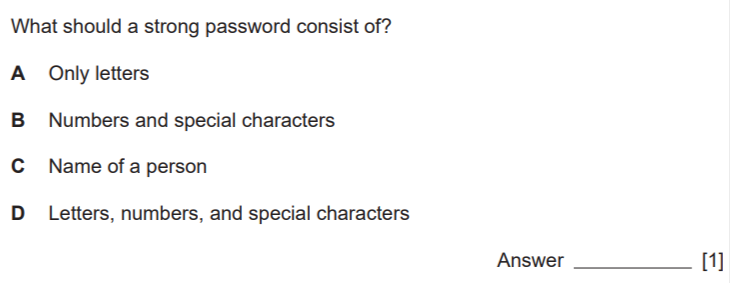 What should a strong password consist of?
A Only letters
B Numbers and special characters
C Name of a person
D Letters, numbers, and special characters
Answer ____________ [1]